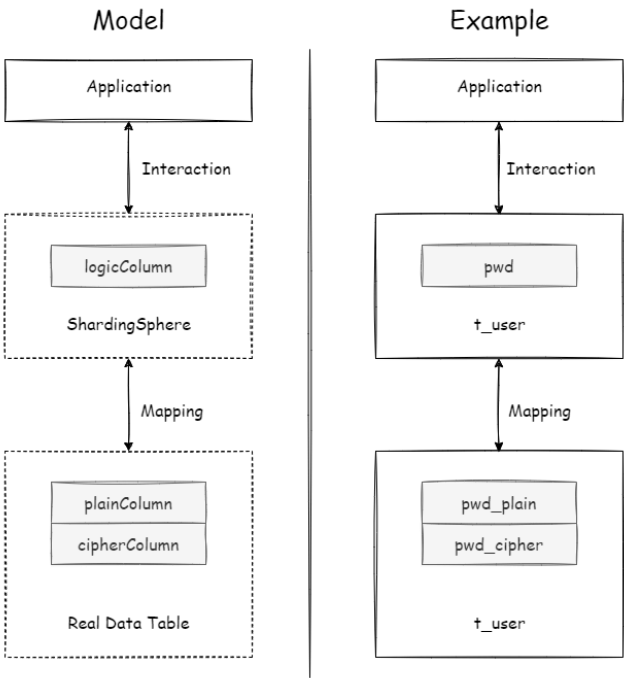 Model
Application
Interaction
logicColumn
ShardingSphere
Mapping
plainColumn
cipherColumn
Real Data Table
Example
Application
Interaction
pwd
t_user
Mapping
pwd_plain
pwd_cipher
t_user